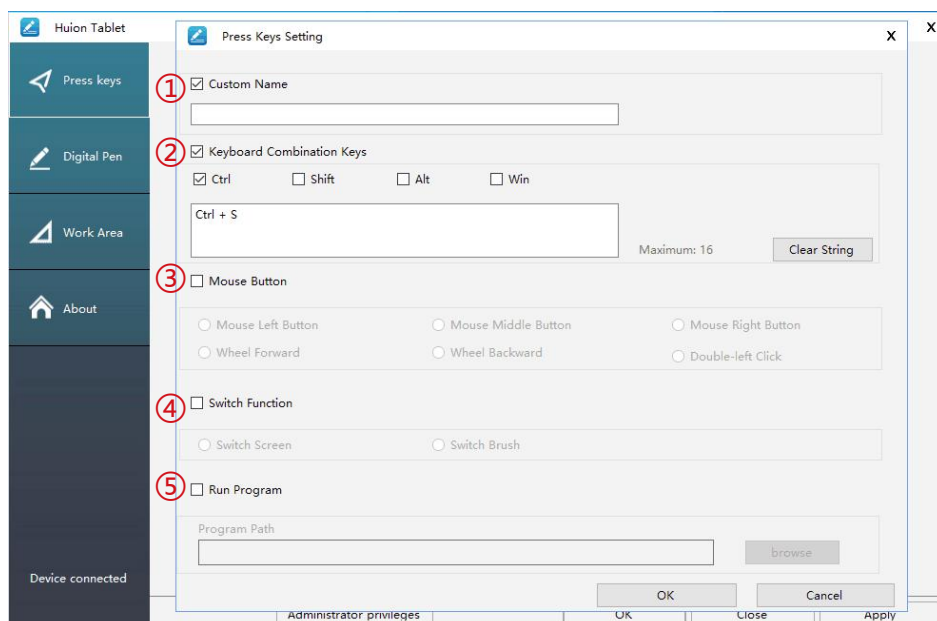 Huion Tablet
X
Press Keys Setting
X
Press keys
Digital Pen
Work Area
About
Device connected
① Custom Name
② Keyboard Combination Keys
Ctrl Shift Alt Win
Ctrl + S
Maximum: 16 Clear String
③ Mouse Button
Mouse Left Button Mouse Middle Button Mouse Right Button
Wheel Forward Wheel Backward Double-left Click
④ Switch Function
Switch Screen Switch Brush
⑤ Run Program
Program Path
browse
OK Cancel
Administrator privileges OK Close Apply